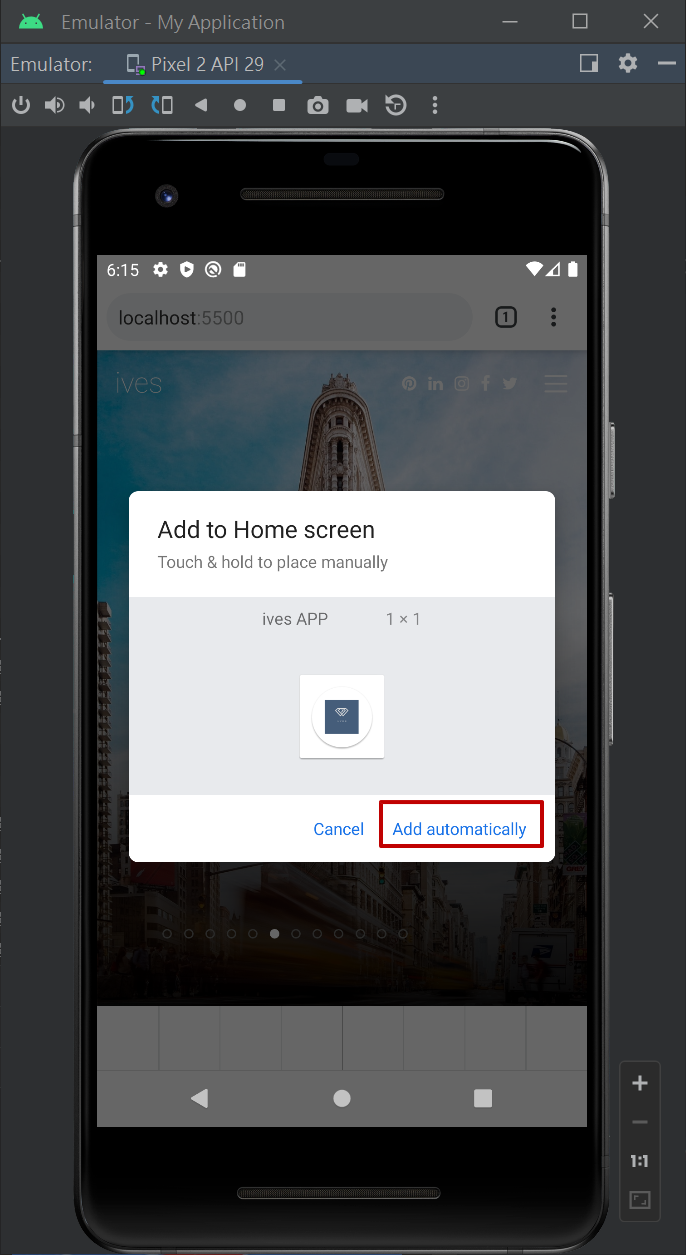 Emulator - My Application
Emulator: Pixel 2 API 29
6:15
localhost:5500
1
ives
Add to Home screen
Touch & hold to place manually
ives APP 1 × 1
Cancel Add automatically
1:1